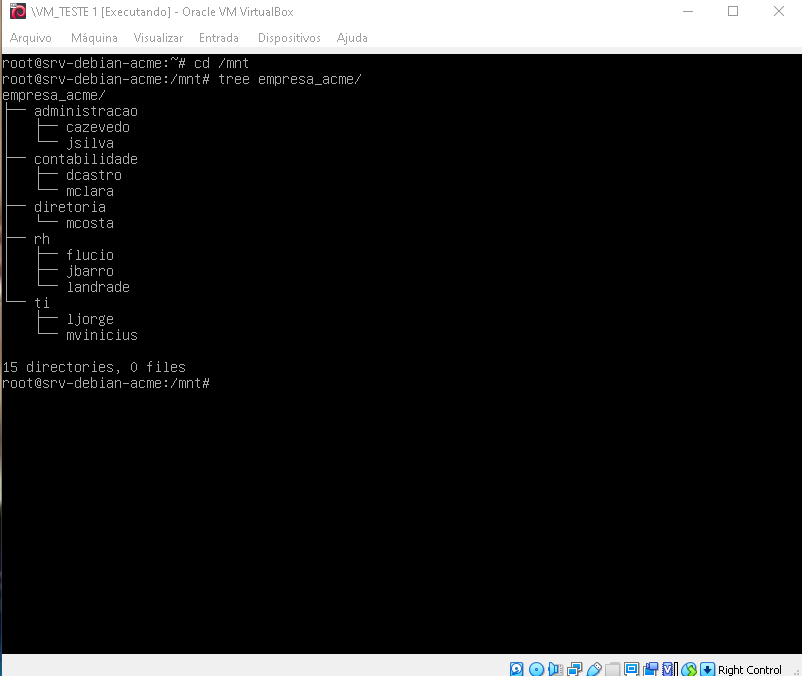 \VM_TESTE 1 [Executando] - Oracle VM VirtualBox
Arquivo Máquina Visualizar Entrada Dispositivos Ajuda
root@srv-debian-acme:~# cd /mnt
root@srv-debian-acme:/mnt# tree empresa_acme/
empresa_acme/
├── administracao
│   ├── cazevedo
│   └── jsilva
├── contabilidade
│   ├── dcastro
│   └── mclara
├── diretoria
│   └── mcosta
├── rh
│   ├── flucio
│   ├── jbarro
│   └── landrade
└── ti
    ├── ljorge
    └── mvinicius
15 directories, 0 files
root@srv-debian-acme:/mnt#
Right Control